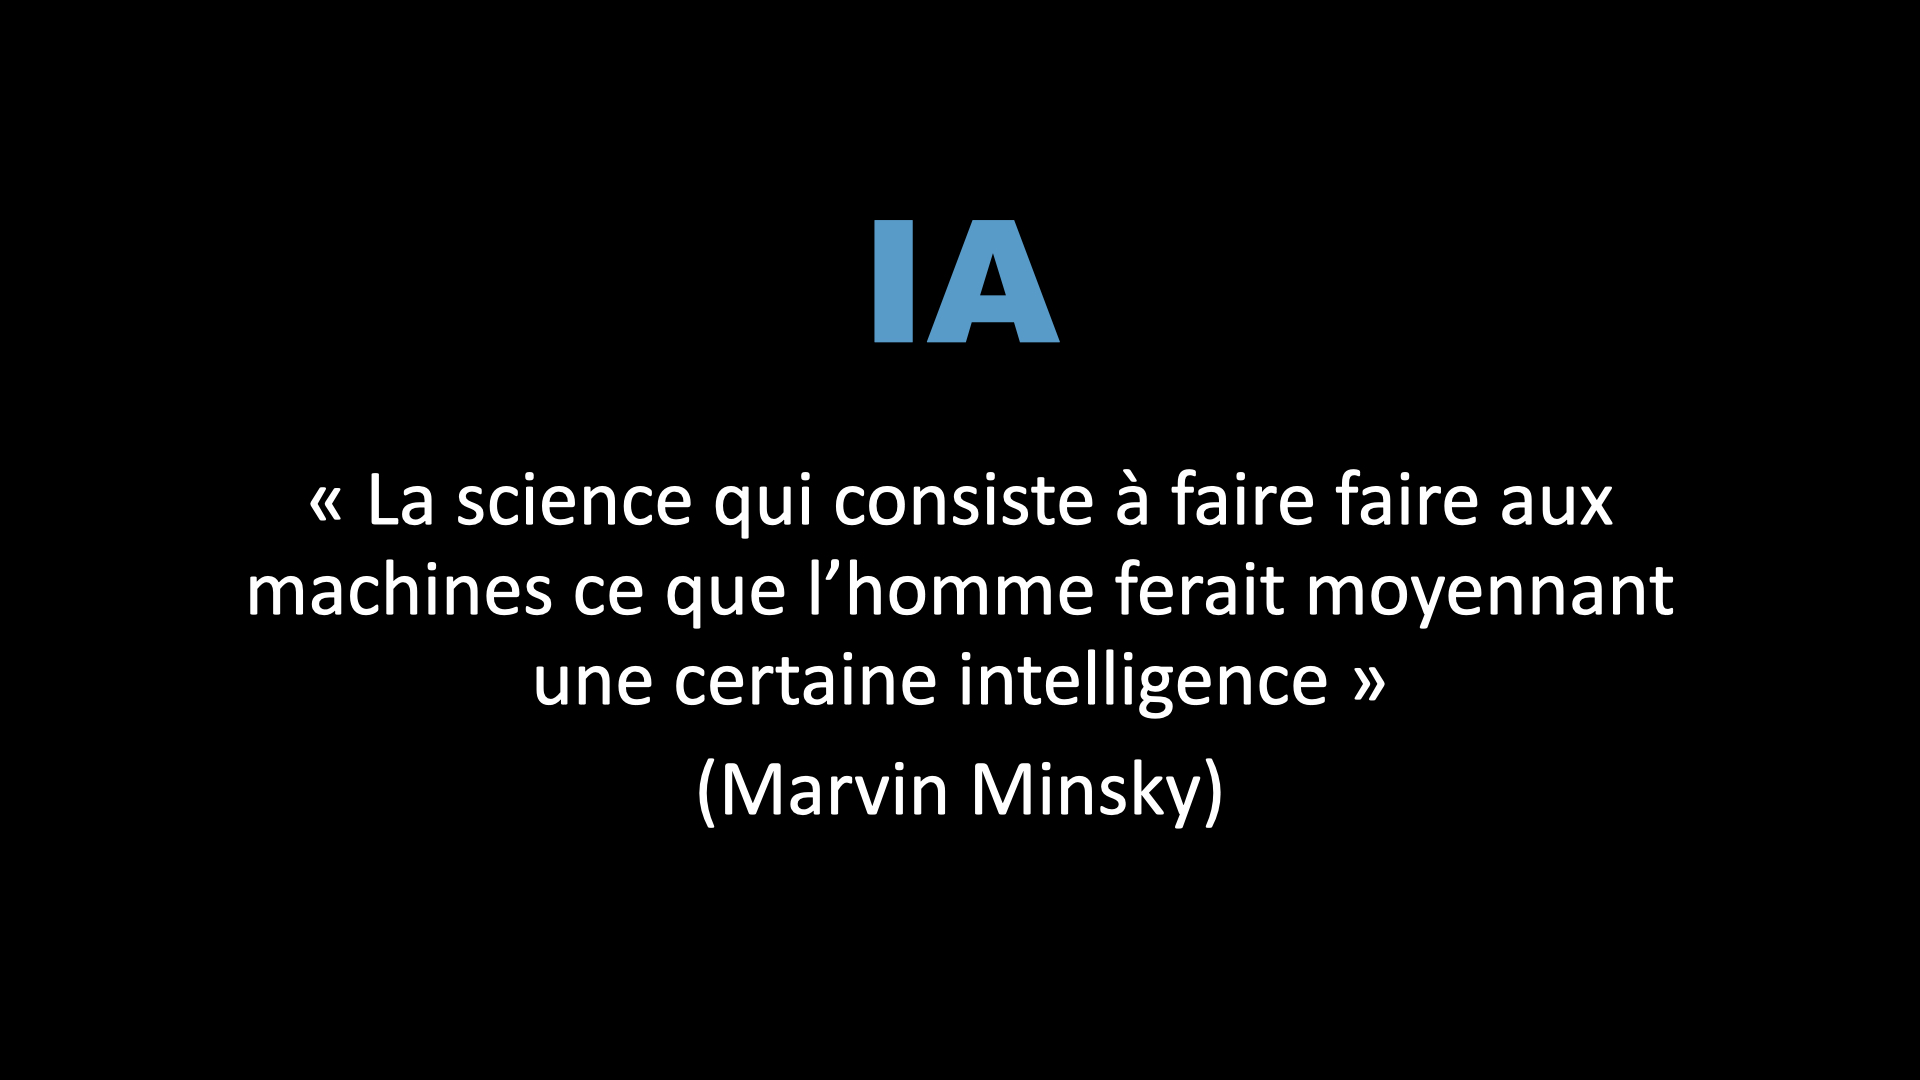 IA
« La science qui consiste à faire faire aux
machines ce que l’homme ferait moyennant
une certaine intelligence »
(Marvin Minsky)